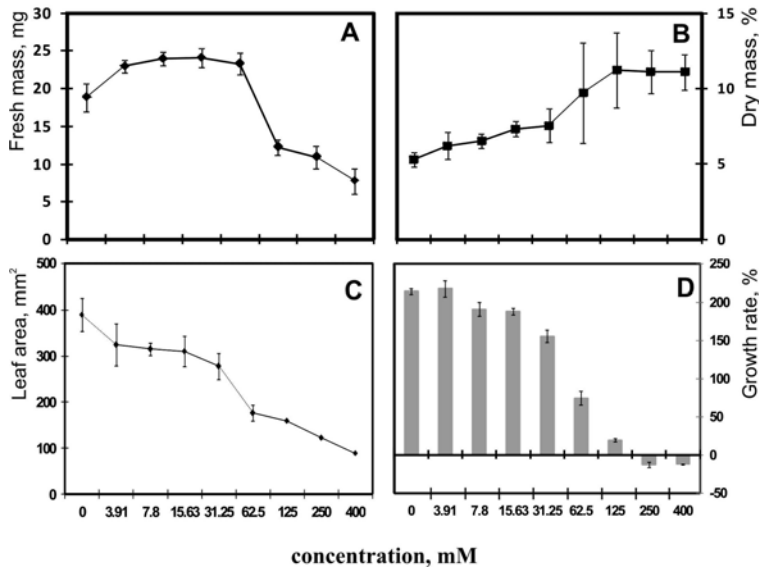 A
Fresh mass, mg
30
25
20
15
10
5
0
B
Dry mass, %
15
10
5
0
C
Leaf area, mm²
500
400
300
200
100
0
0 3.91 7.8 15.63 31.25 62.5 125 250 400
D
Growth rate, %
250
200
150
100
50
0
-50
0 3.91 7.8 15.63 31.25 62.5 125 250 400
concentration, mM